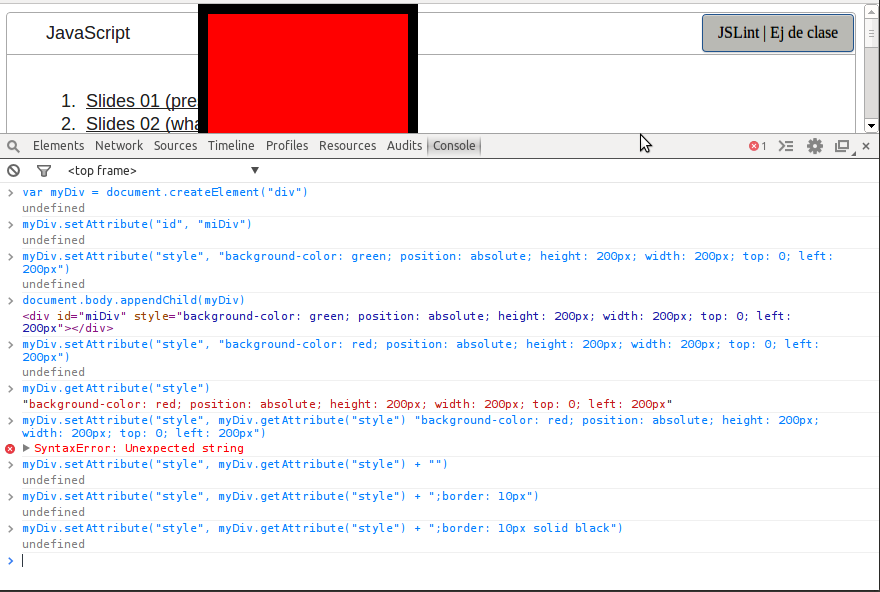 JavaScript
JSLint | Ej de clase
1. Slides 01 (pre
2. Slides 02 (wha
Elements Network Sources Timeline Profiles Resources Audits Console 1
<top frame>
var myDiv = document.createElement("div")
undefined
myDiv.setAttribute("id", "miDiv")
undefined
myDiv.setAttribute("style", "background-color: green; position: absolute; height: 200px; width: 200px; top: 0; left:
200px")
undefined
document.body.appendChild(myDiv)
<div id="miDiv" style="background-color: green; position: absolute; height: 200px; width: 200px; top: 0; left:
200px"></div>
myDiv.setAttribute("style", "background-color: red; position: absolute; height: 200px; width: 200px; top: 0; left:
200px")
undefined
myDiv.getAttribute("style")
"background-color: red; position: absolute; height: 200px; width: 200px; top: 0; left: 200px"
myDiv.setAttribute("style", myDiv.getAttribute("style") "background-color: red; position: absolute; height: 200px;
width: 200px; top: 0; left: 200px")
SyntaxError: Unexpected string
myDiv.setAttribute("style", myDiv.getAttribute("style") + "")
undefined
myDiv.setAttribute("style", myDiv.getAttribute("style") + ";border: 10px")
undefined
myDiv.setAttribute("style", myDiv.getAttribute("style") + ";border: 10px solid black")
undefined